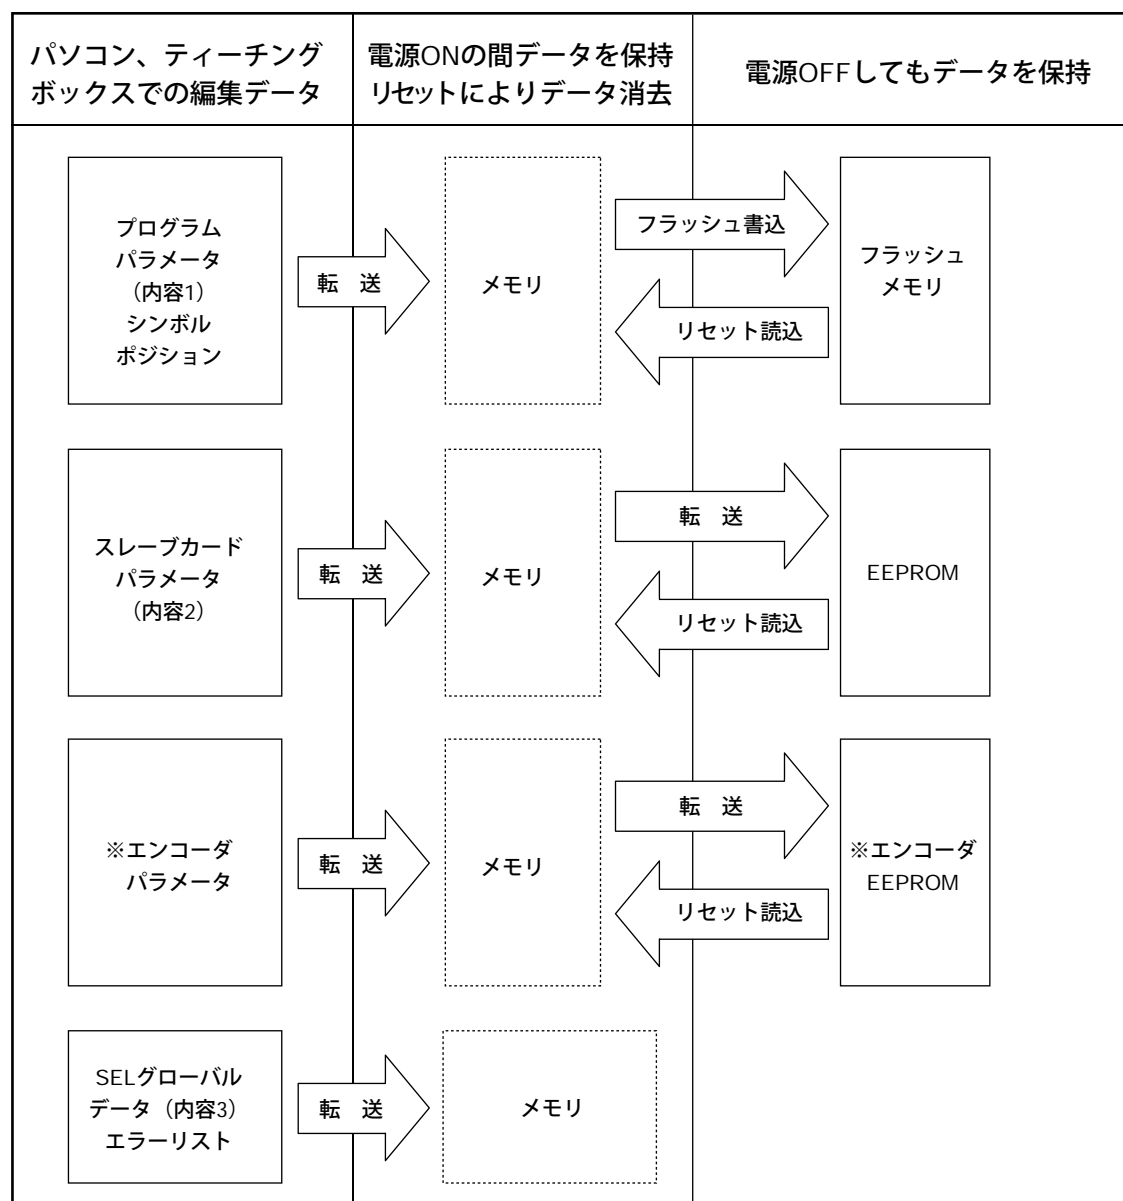 パソコン、ティーチング
ボックスでの編集データ
電源ONの間データを保持
リセットによりデータ消去
電源OFFしてもデータを保持
プログラム
パラメータ
（内容1）
シンボル
ポジション
転 送
メモリ
フラッシュ書込
リセット読込
フラッシュ
メモリ
スレーブカード
パラメータ
（内容2）
転 送
メモリ
転 送
リセット読込
EEPROM
※エンコーダ
パラメータ
転 送
メモリ
転 送
リセット読込
※エンコーダ
EEPROM
SELグローバル
データ（内容3）
エラーリスト
転 送
メモリ